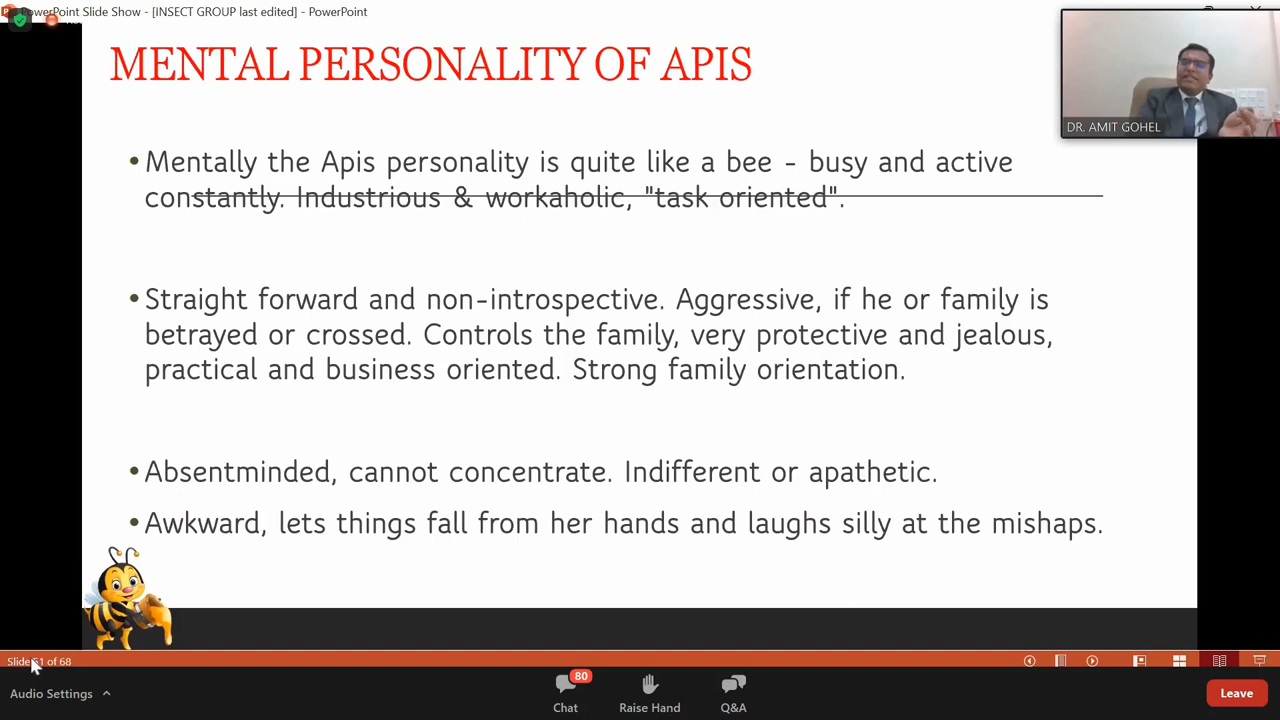 PowerPoint Slide Show - [INSECT GROUP last edited] - PowerPoint
MENTAL PERSONALITY OF APIS
DR. AMIT GOHEL
• Mentally the Apis personality is quite like a bee - busy and active
constantly. Industrious & workaholic, "task oriented".
• Straight forward and non-introspective. Aggressive, if he or family is
betrayed or crossed. Controls the family, very protective and jealous,
practical and business oriented. Strong family orientation.
• Absentminded, cannot concentrate. Indifferent or apathetic.
• Awkward, lets things fall from her hands and laughs silly at the mishaps.
Slide 51 of 68
Audio Settings
80
Chat
Raise Hand
Q&A
Leave